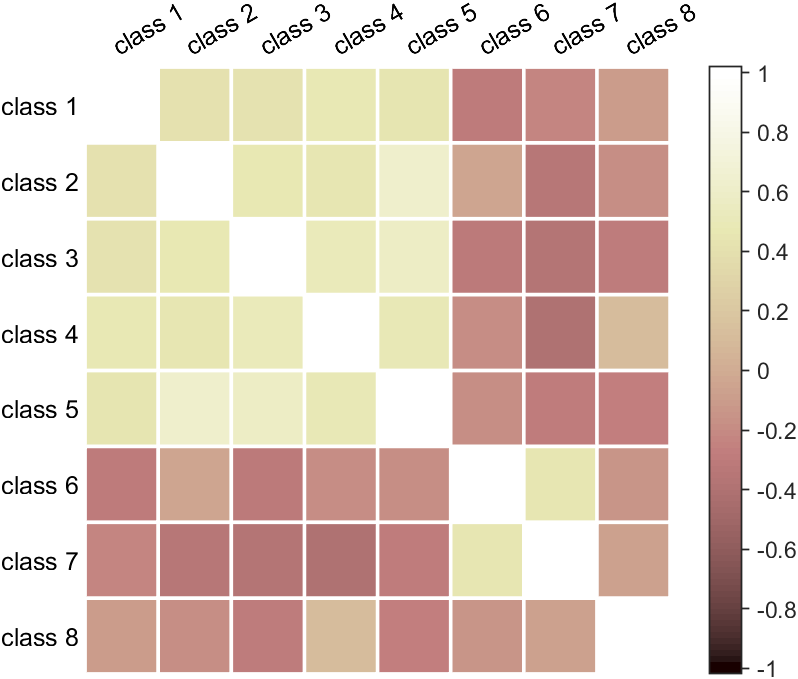 class 1
class 2
class 3
class 4
class 5
class 6
class 7
class 8
class 1
class 2
class 3
class 4
class 5
class 6
class 7
class 8
1
0.8
0.6
0.4
0.2
0
-0.2
-0.4
-0.6
-0.8
-1